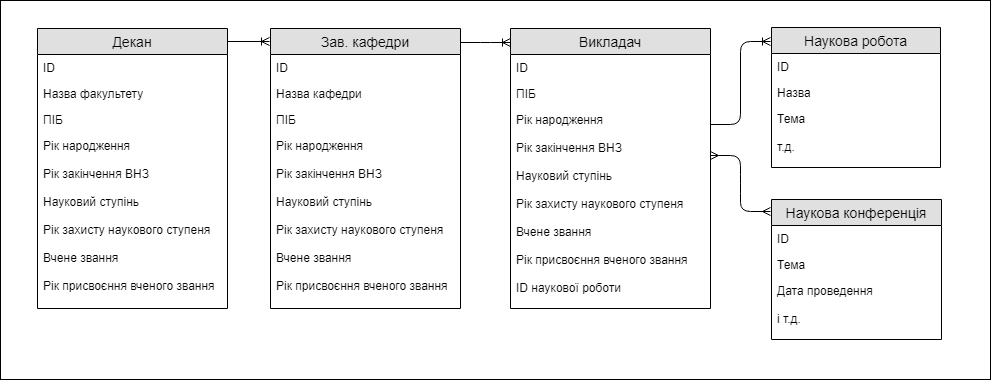 Декан
ID
Назва факультету
ПІБ
Рік народження
Рік закінчення ВНЗ
Науковий ступінь
Рік захисту наукового ступеня
Вчене звання
Рік присвоєння вченого звання
Зав. кафедри
ID
Назва кафедри
ПІБ
Рік народження
Рік закінчення ВНЗ
Науковий ступінь
Рік захисту наукового ступеня
Вчене звання
Рік присвоєння вченого звання
Викладач
ID
ПІБ
Рік народження
Рік закінчення ВНЗ
Науковий ступінь
Рік захисту наукового ступеня
Вчене звання
Рік присвоєння вченого звання
ID наукової роботи
Наукова робота
ID
Назва
Тема
т.д.
Наукова конференція
ID
Тема
Дата проведення
і т.д.